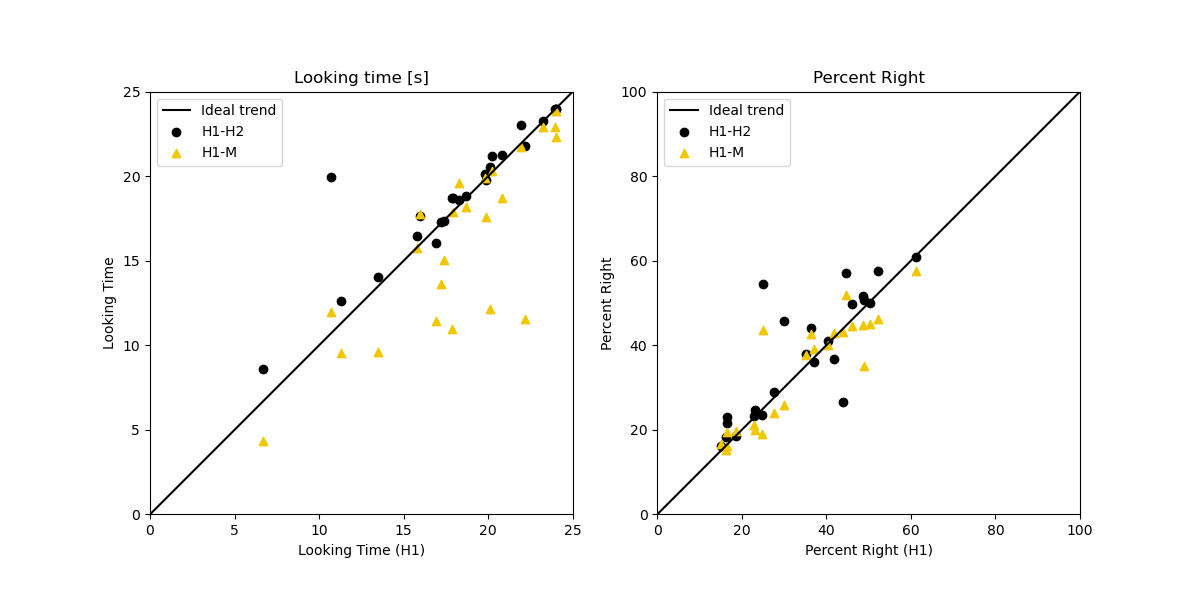 Looking time [s]
Ideal trend
H1-H2
H1-M
25
20
15
10
5
0
Looking Time
0 5 10 15 20 25
Looking Time (H1)
Percent Right
Ideal trend
H1-H2
H1-M
100
80
60
40
20
0
Percent Right
0 20 40 60 80 100
Percent Right (H1)